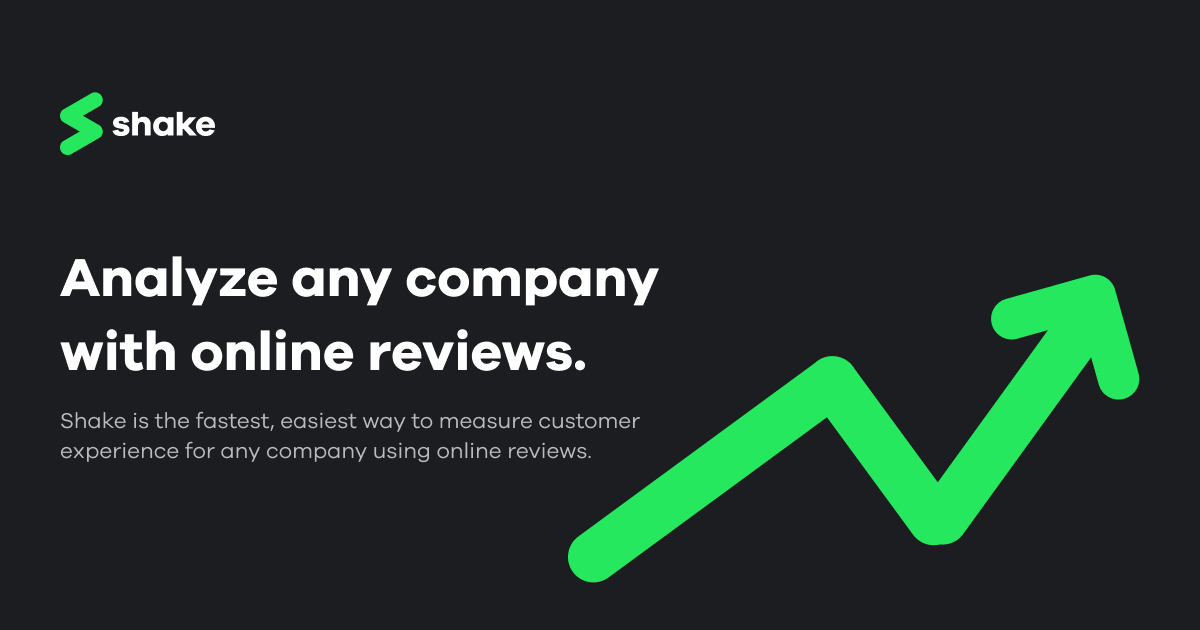 shake
Analyze any company
with online reviews.
Shake is the fastest, easiest way to measure customer
experience for any company using online reviews.